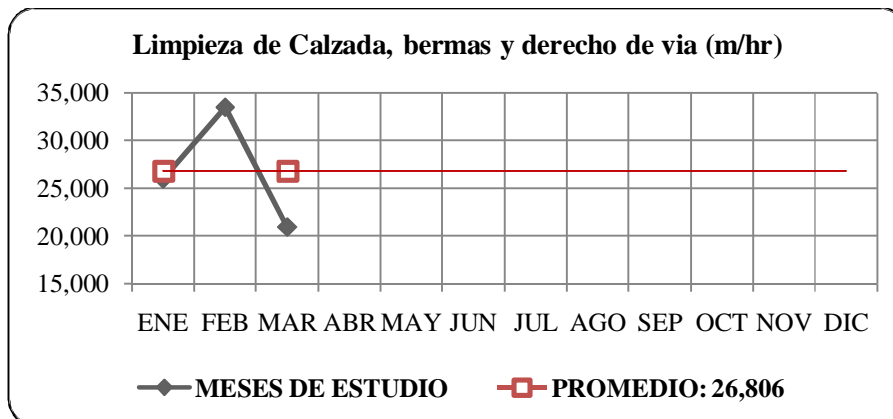 Limpieza de Calzada, bermas y derecho de via (m/hr)
35,000
30,000
25,000
20,000
15,000
ENE FEB MAR ABR MAY JUN JUL AGO SEP OCT NOV DIC
MESES DE ESTUDIO PROMEDIO: 26,806